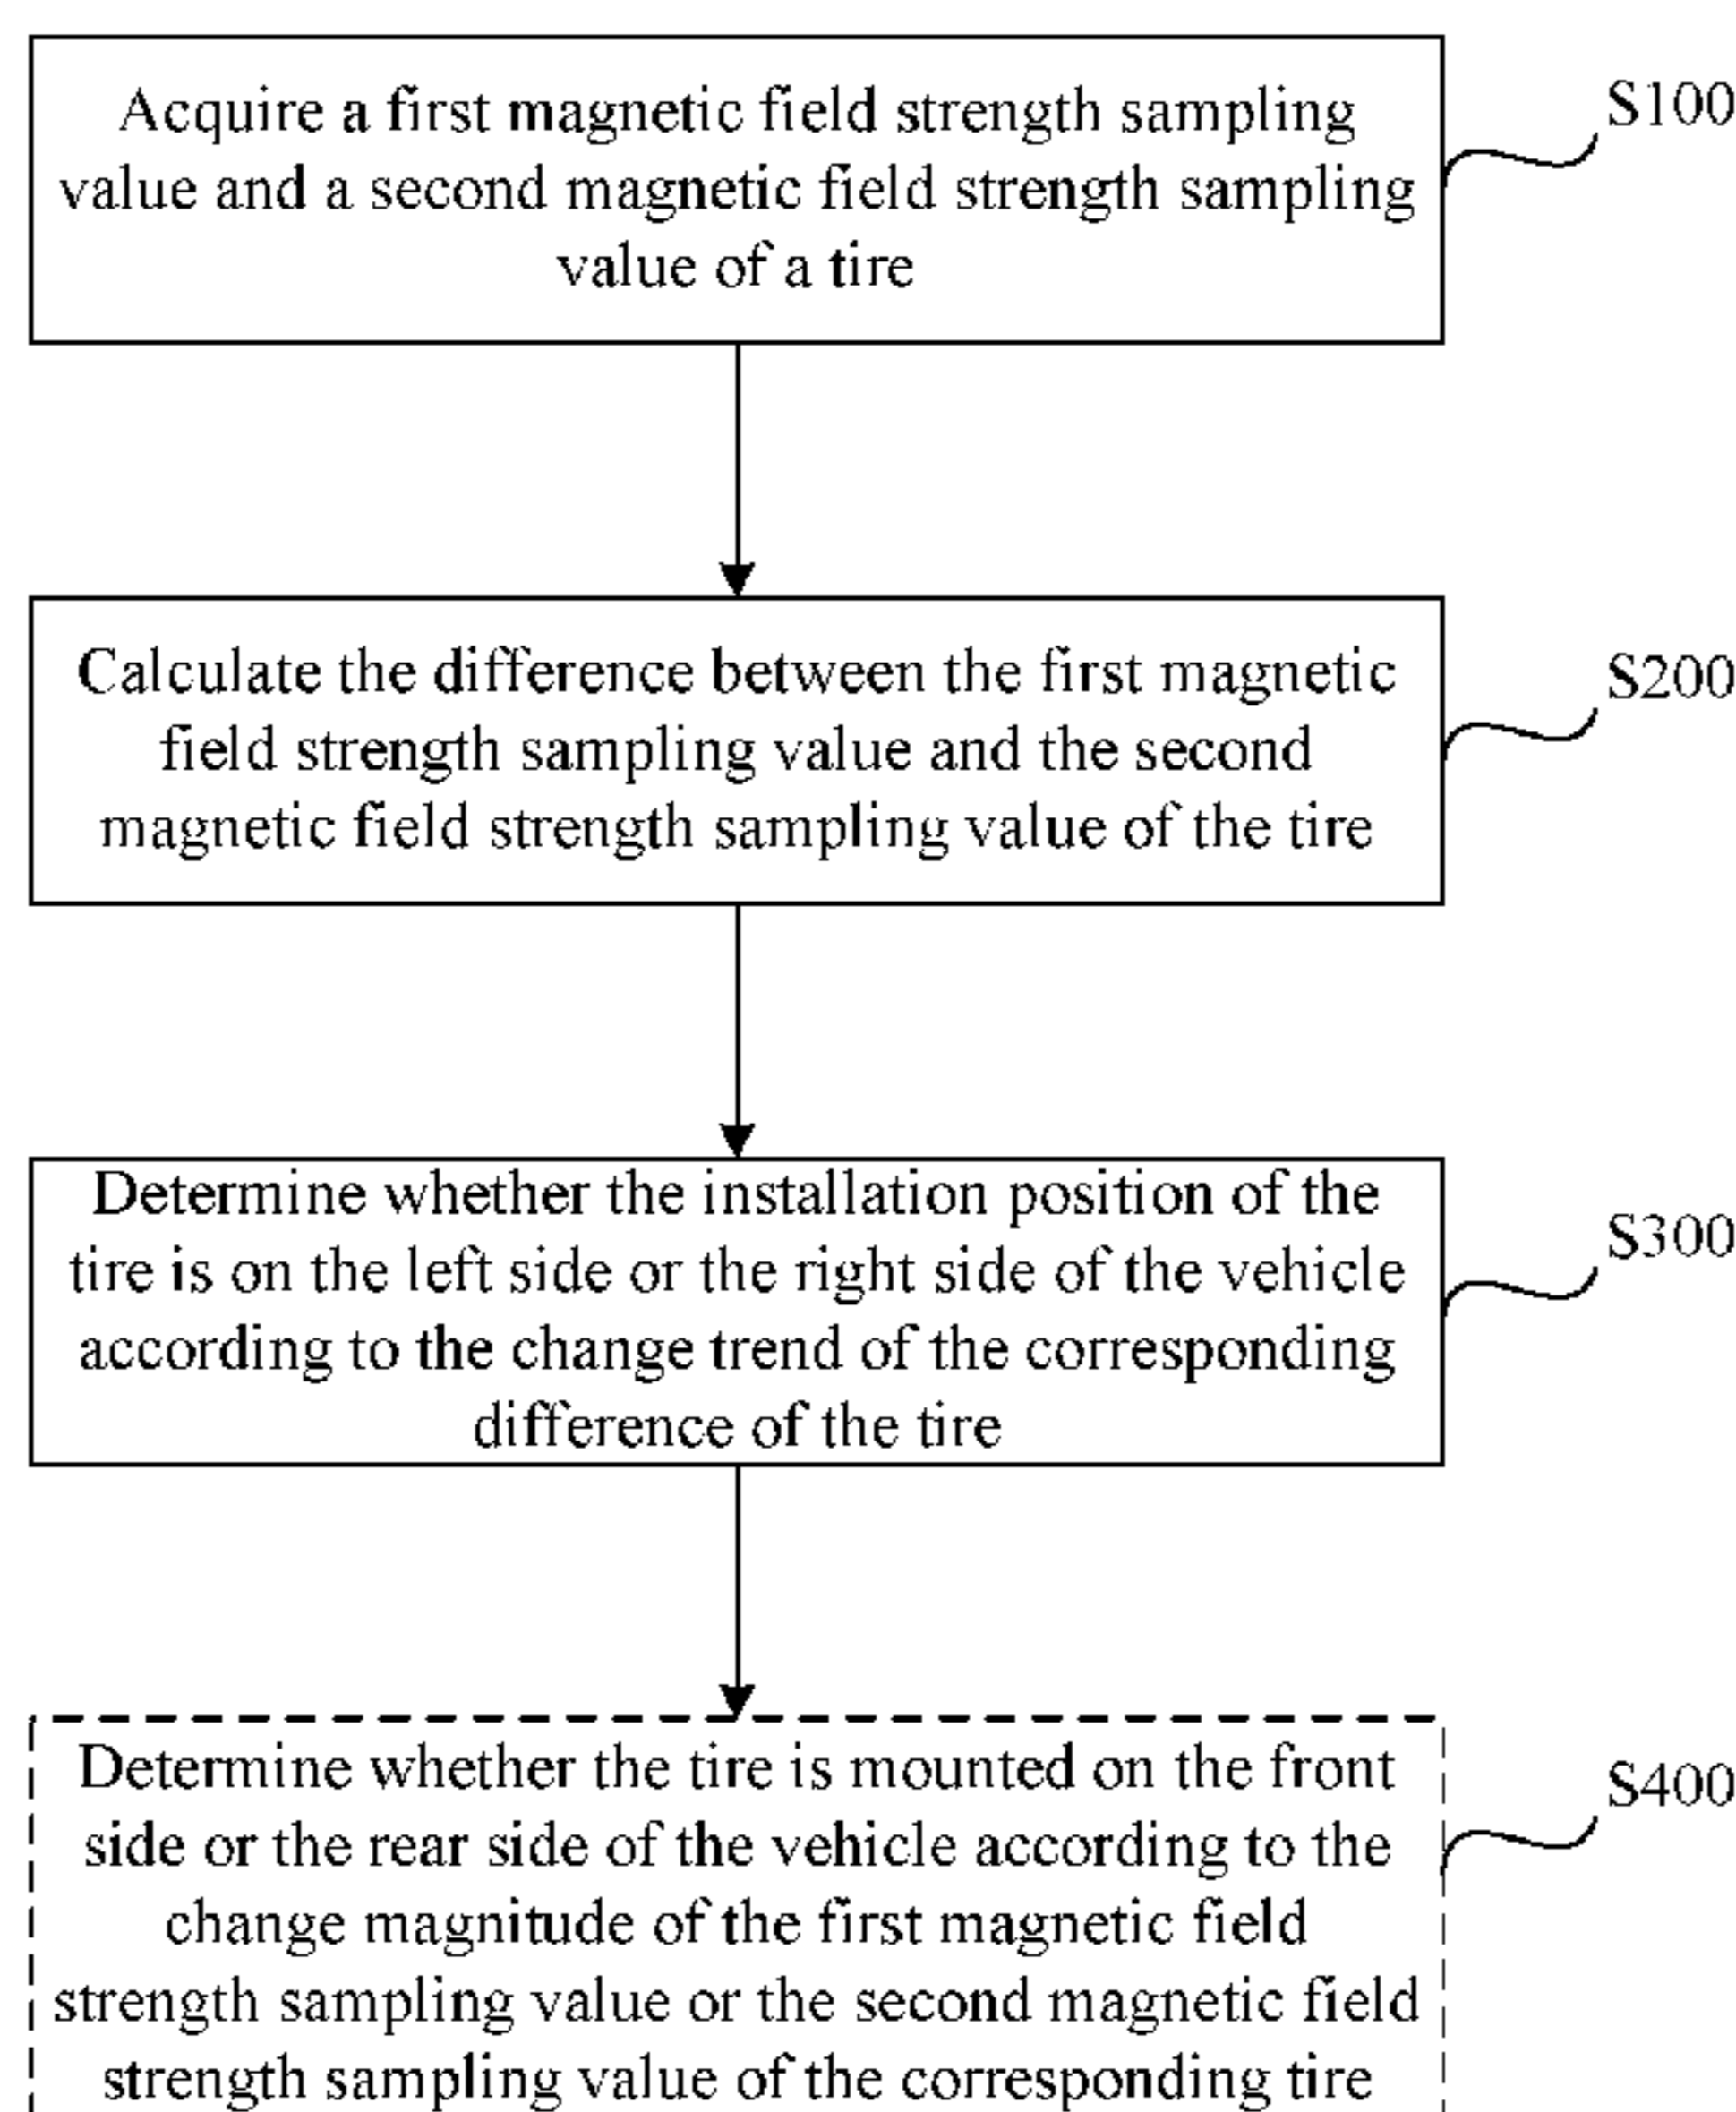 Acquire a first magnetic field strength sampling
value and a second magnetic field strength sampling
value of a tire
S100
Calculate the difference between the first magnetic
field strength sampling value and the second
magnetic field strength sampling value of the tire
S200
Determine whether the installation position of the
tire is on the left side or the right side of the vehicle
according to the change trend of the corresponding
difference of the tire
S300
Determine whether the tire is mounted on the front
side or the rear side of the vehicle according to the
change magnitude of the first magnetic field
strength sampling value or the second magnetic field
strength sampling value of the corresponding tire
S400